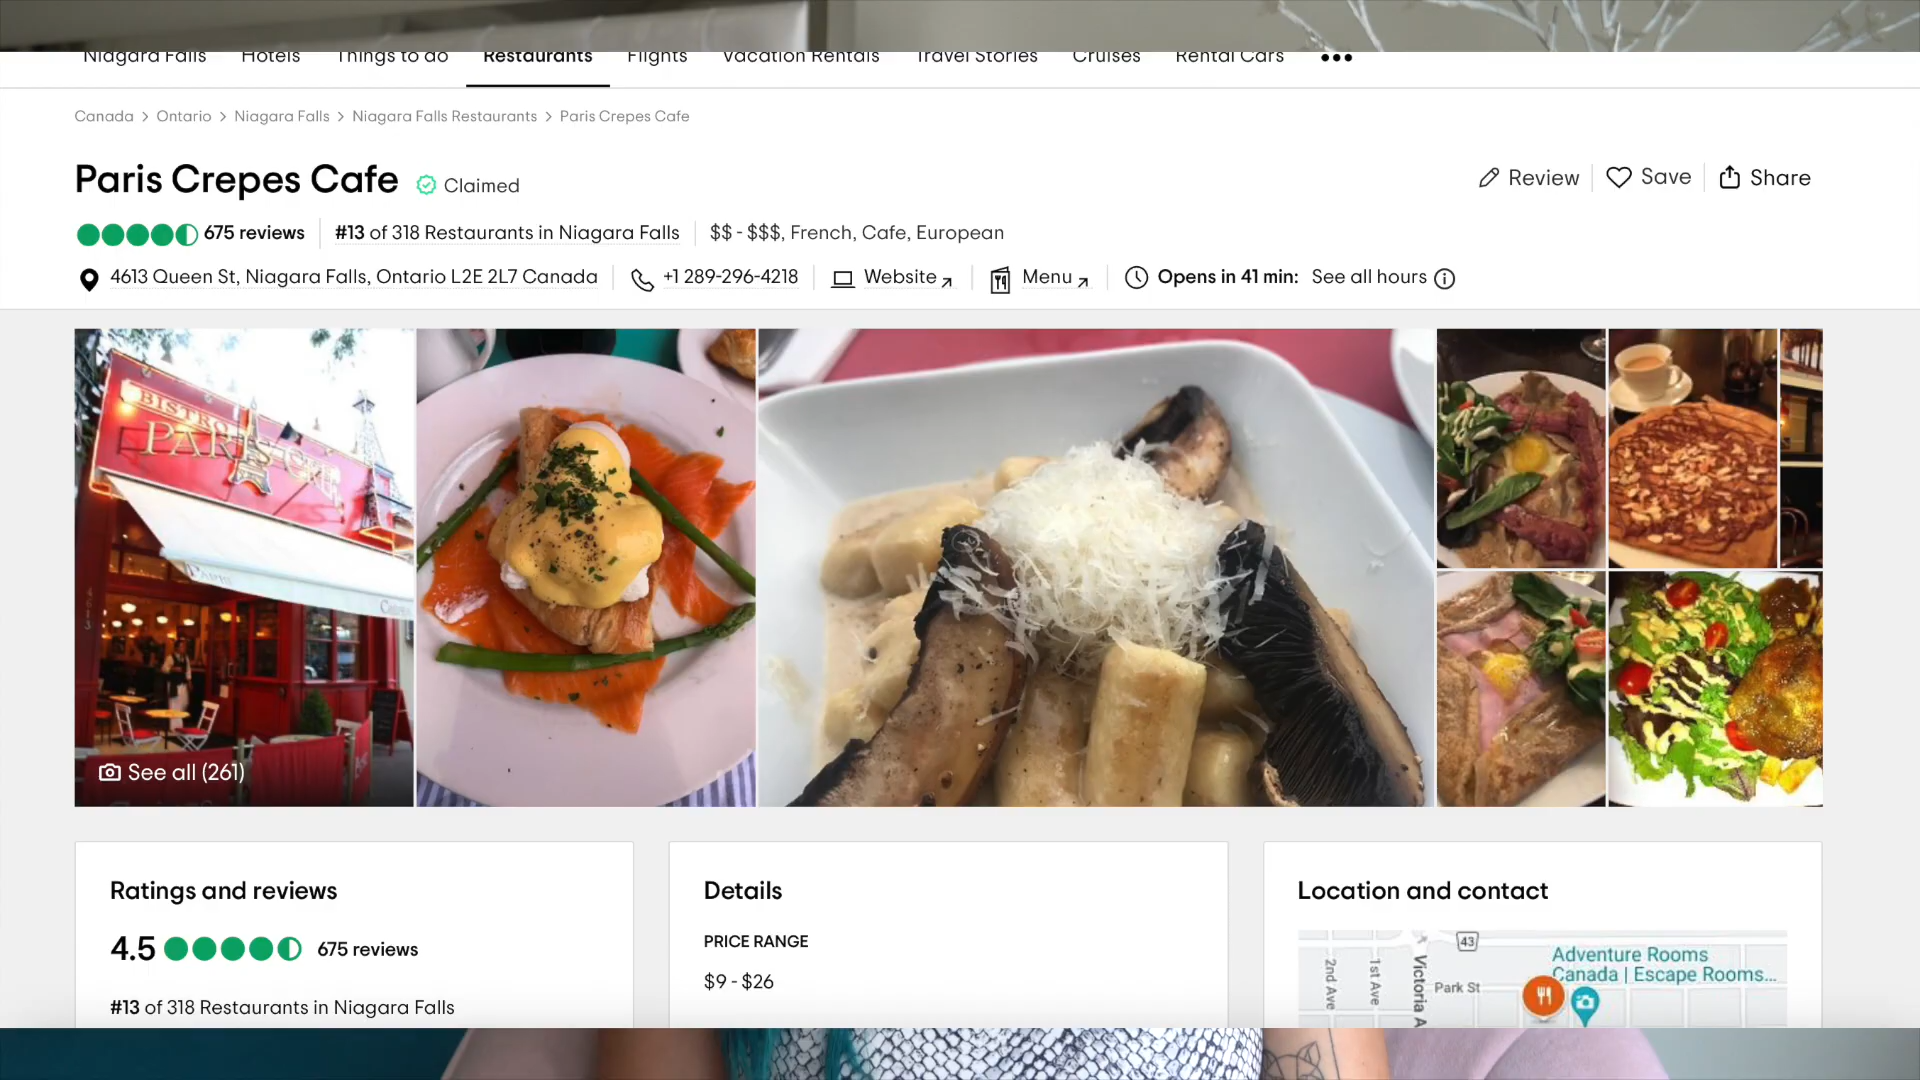 Niagara Falls Hotels Things to do Restaurants Flights Vacation Rentals Travel Stories Cruises Rental Cars
Canada > Ontario > Niagara Falls > Niagara Falls Restaurants > Paris Crepes Cafe
Paris Crepes Cafe Claimed
Review Save Share
675 reviews #13 of 318 Restaurants in Niagara Falls $$ - $$$, French, Cafe, European
4613 Queen St, Niagara Falls, Ontario L2E 2L7 Canada +1 289-296-4218 Website Menu Opens in 41 min: See all hours
BISTRO
PARIS
4613
See all (261)
Ratings and reviews
4.5 675 reviews
#13 of 318 Restaurants in Niagara Falls
Details
PRICE RANGE
$9 - $26
Location and contact
43
2nd Ave
1st Ave
Victoria A
Park St
Adventure Rooms
Canada | Escape Rooms...